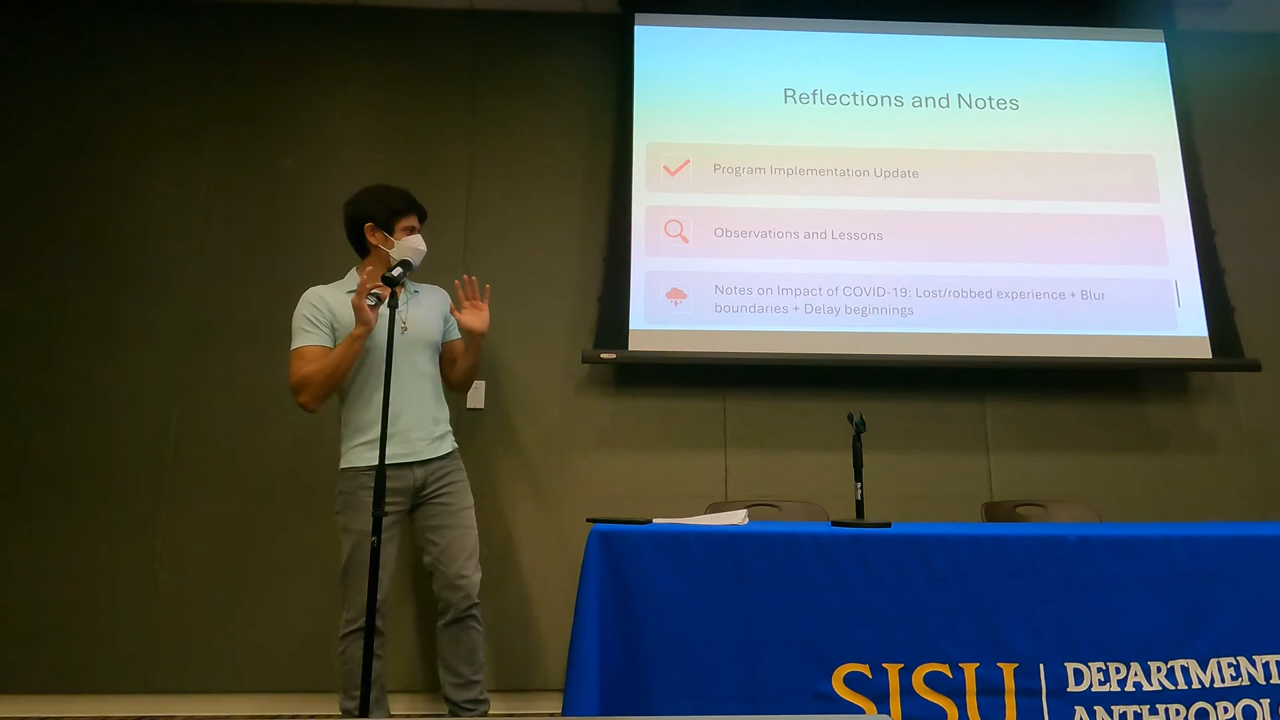 Reflections and Notes
Program Implementation Update
Observations and Lessons
Notes on Impact of COVID-19: Lost/robbed experience + Blur
boundaries + Delay beginnings
SJSU
DEPARTMENT
ANTHROPOL